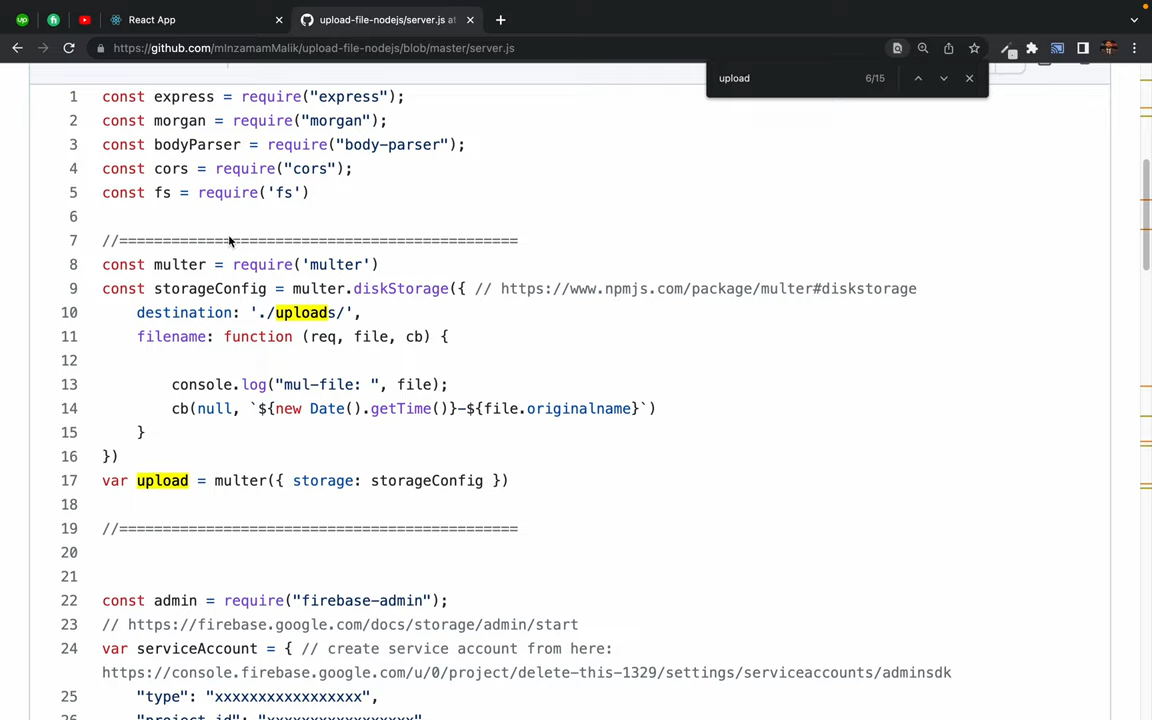 up
fi
React App
upload-file-nodejs/server.js at
https://github.com/mInzamamMalik/upload-file-nodejs/blob/master/server.js
upload
6/15
1 const express = require("express");
2 const morgan = require("morgan");
3 const bodyParser = require("body-parser");
4 const cors = require("cors");
5 const fs = require('fs')
6
7 //==============================================
8 const multer = require('multer')
9 const storageConfig = multer.diskStorage({ // https://www.npmjs.com/package/multer#diskstorage
10 destination: './uploads/',
11 filename: function (req, file, cb) {
12
13 console.log("mul-file: ", file);
14 cb(null, `${new Date().getTime()}-${file.originalname}`)
15 }
16 })
17 var upload = multer({ storage: storageConfig })
18
19 //==============================================
20
21
22 const admin = require("firebase-admin");
23 // https://firebase.google.com/docs/storage/admin/start
24 var serviceAccount = { // create service account from here:
https://console.firebase.google.com/u/0/project/delete-this-1329/settings/serviceaccounts/adminsdk
25 "type": "xxxxxxxxxxxxxxxxx",
26 "project_id": "xxxxxxxxxxxxxxxxx",